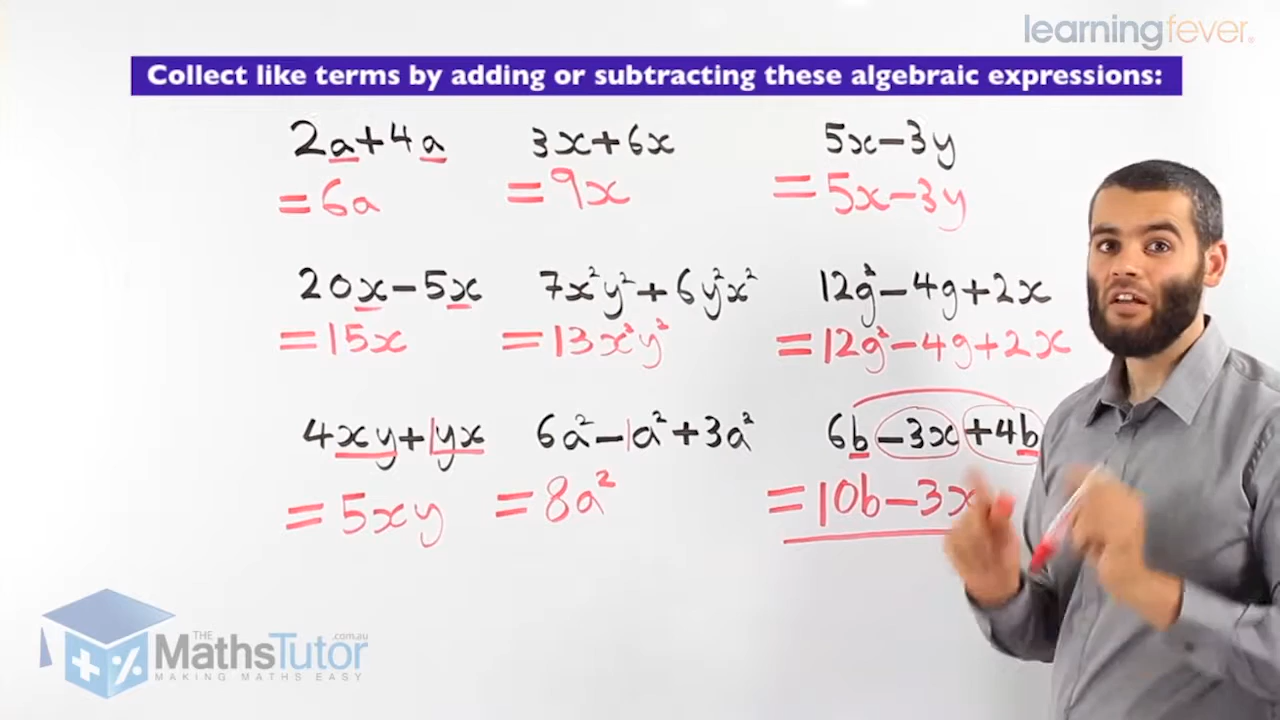 learningfever.
Collect like terms by adding or subtracting these algebraic expressions:
2a+4a 3x+6x 5x-3y
=6a =9x =5x-3y
20x-5x 7x²y²+6y²x² 12g²-4g+2x
=15x =13x²y² =12g²-4g+2x
4xy+1yx 6a²-1a²+3a² 6b-3x+4b
=5xy =8a² =10b-3x
THE MathsTutor.com.au
MAKING MATHS EASY